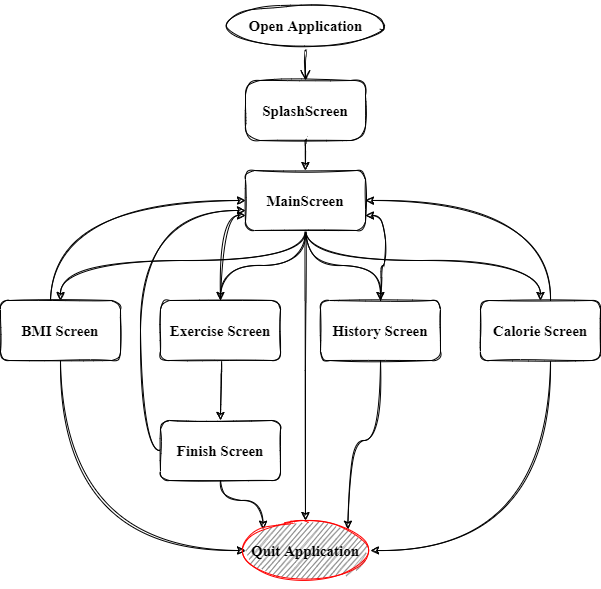 Open Application
SplashScreen
MainScreen
BMI Screen
Exercise Screen
History Screen
Calorie Screen
Finish Screen
Quit Application